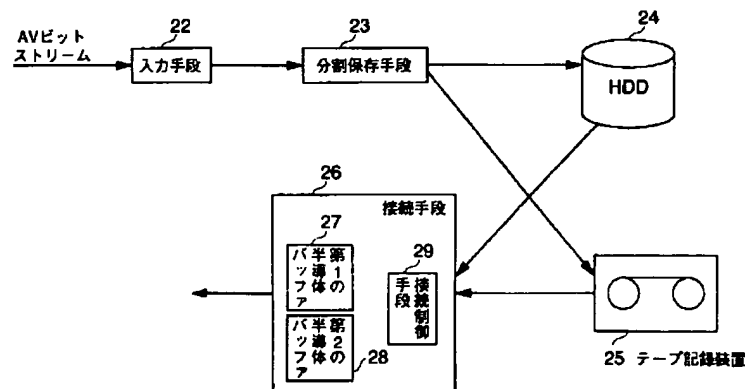 AVビット
ストリーム
22
入力手段
23
分割保存手段
24
HDD
26
接続手段
27
第1の
半導体
バッファ
29
接続制御
手段
第2の
半導体
バッファ
28
25 テープ記録装置